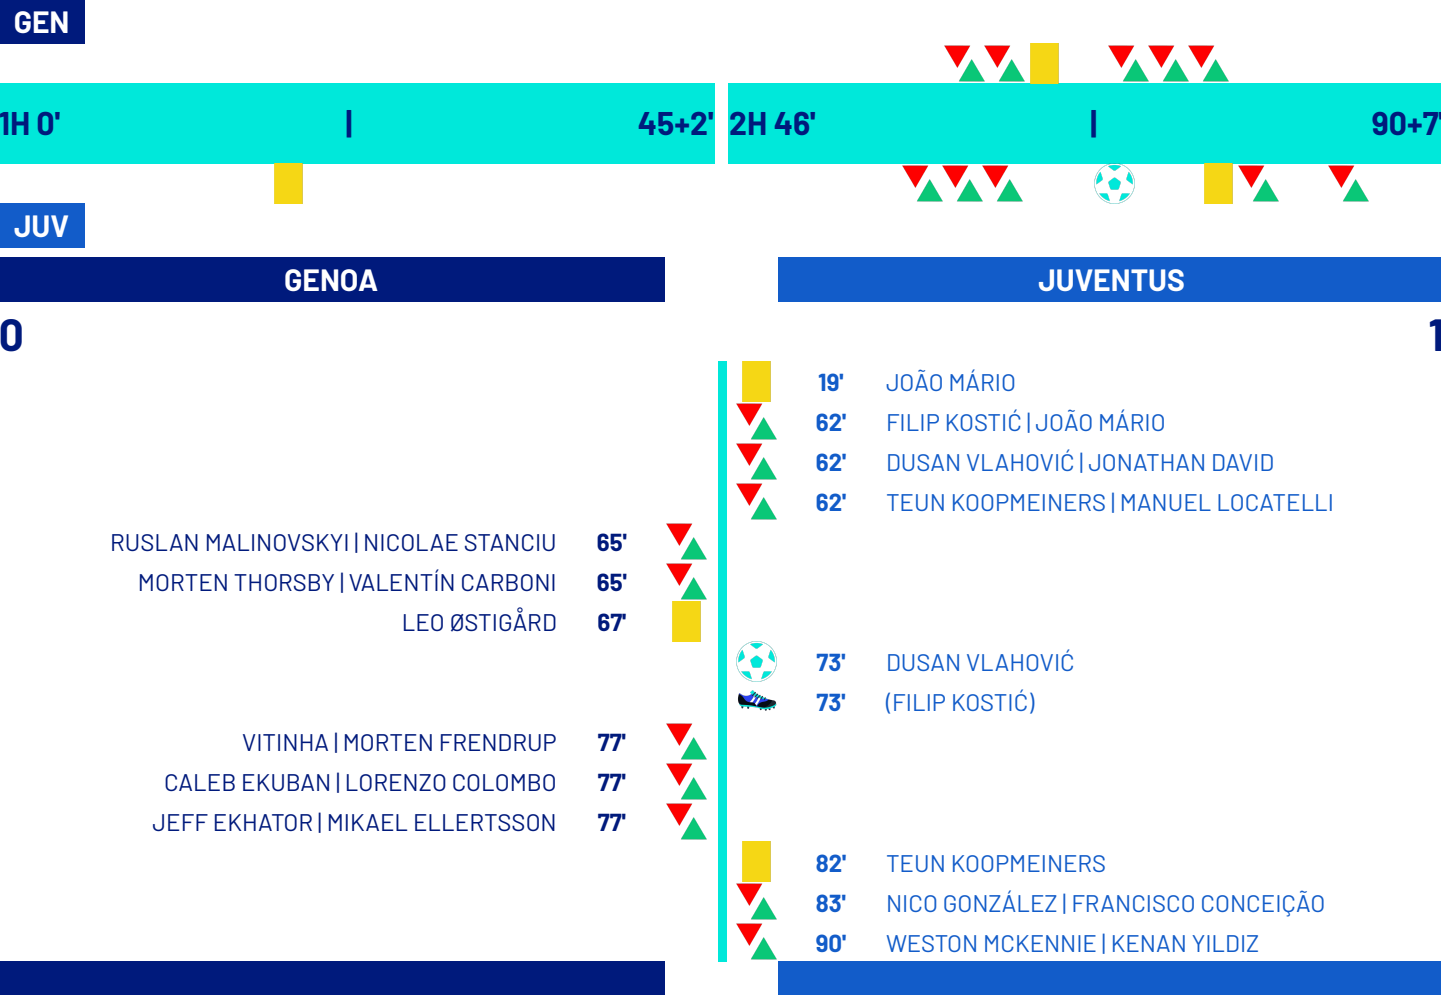 GEN
1H 0' | 45+2' 2H 46' | 90+7'
JUV
GENOA JUVENTUS
0 1
19' JOÃO MÁRIO
62' FILIP KOSTIĆ | JOÃO MÁRIO
62' DUSAN VLAHOVIĆ | JONATHAN DAVID
62' TEUN KOOPMEINERS | MANUEL LOCATELLI
RUSLAN MALINOVSKYI | NICOLAE STANCIU 65'
MORTEN THORSBY | VALENTÍN CARBONI 65'
LEO ØSTIGÅRD 67'
73' DUSAN VLAHOVIĆ
73' (FILIP KOSTIĆ)
VITINHA | MORTEN FRENDRUP 77'
CALEB EKUBAN | LORENZO COLOMBO 77'
JEFF EKHATOR | MIKAEL ELLERTSSON 77'
82' TEUN KOOPMEINERS
83' NICO GONZÁLEZ | FRANCISCO CONCEIÇÃO
90' WESTON MCKENNIE | KENAN YILDIZ